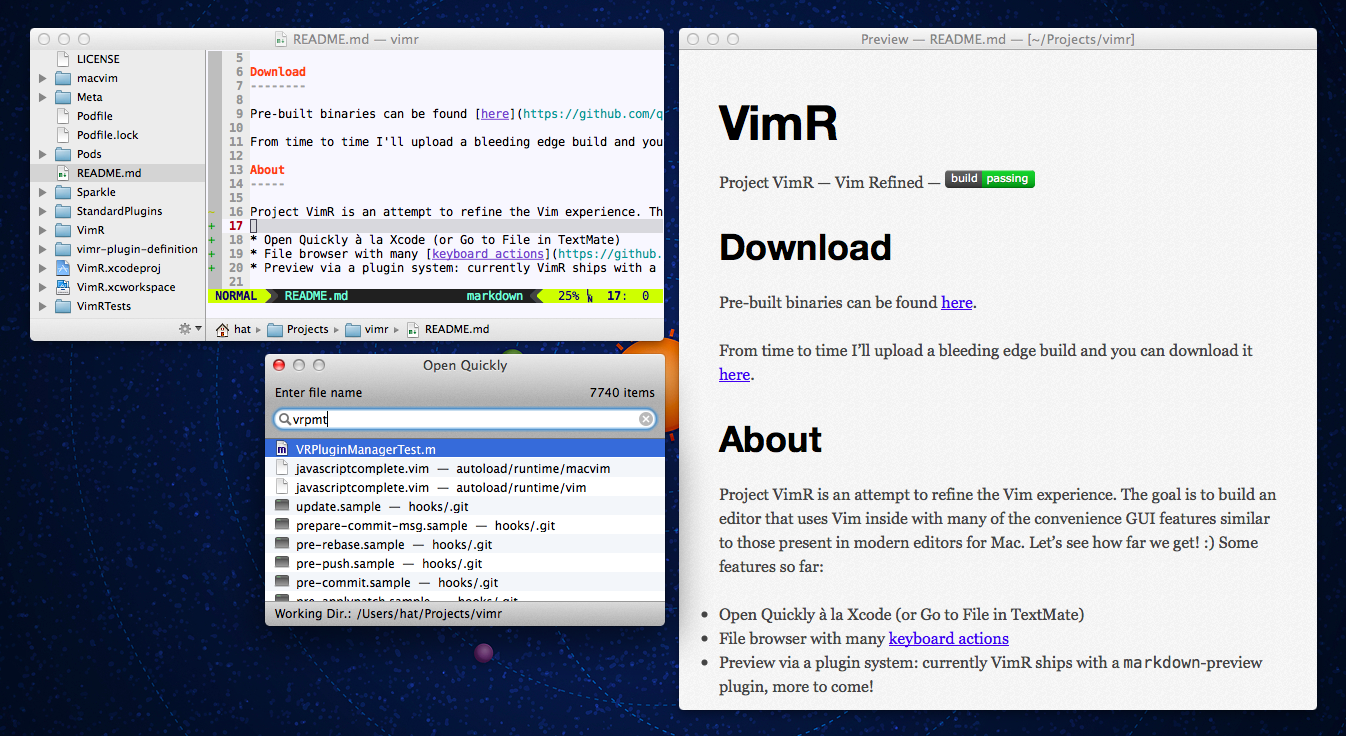 README.md — vimr
LICENSE
macvim
Meta
Podfile
Podfile.lock
Pods
README.md
Sparkle
StandardPlugins
VimR
vimr-plugin-definition
VimR.xcodeproj
VimR.xcworkspace
VimRTests
5
6 Download
7 --------
8
9 Pre-built binaries can be found [here](https://github.com/q
10
11 From time to time I'll upload a bleeding edge build and you
12
13 About
14 -----
15
16 Project VimR is an attempt to refine the Vim experience. Th
+ 17
+ 18 * Open Quickly à la Xcode (or Go to File in TextMate)
+ 19 * File browser with many [keyboard actions](https://github.
+ 20 * Preview via a plugin system: currently VimR ships with a
21
NORMAL README.md markdown 25% 17: 0
hat ▸ Projects ▸ vimr ▸ README.md
Open Quickly
Enter file name 7740 items
vrpmt
VRPluginManagerTest.m
javascriptcomplete.vim — autoload/runtime/macvim
javascriptcomplete.vim — autoload/runtime/vim
update.sample — hooks/.git
prepare-commit-msg.sample — hooks/.git
pre-rebase.sample — hooks/.git
pre-push.sample — hooks/.git
pre-commit.sample — hooks/.git
pre-applypatch.sample — hooks/.git
Working Dir.: /Users/hat/Projects/vimr
Preview — README.md — [~/Projects/vimr]
VimR
Project VimR — Vim Refined — build passing
Download
Pre-built binaries can be found here.
From time to time I’ll upload a bleeding edge build and you can download it
here.
About
Project VimR is an attempt to refine the Vim experience. The goal is to build an
editor that uses Vim inside with many of the convenience GUI features similar
to those present in modern editors for Mac. Let’s see how far we get! :) Some
features so far:
• Open Quickly à la Xcode (or Go to File in TextMate)
• File browser with many keyboard actions
• Preview via a plugin system: currently VimR ships with a markdown-preview
plugin, more to come!